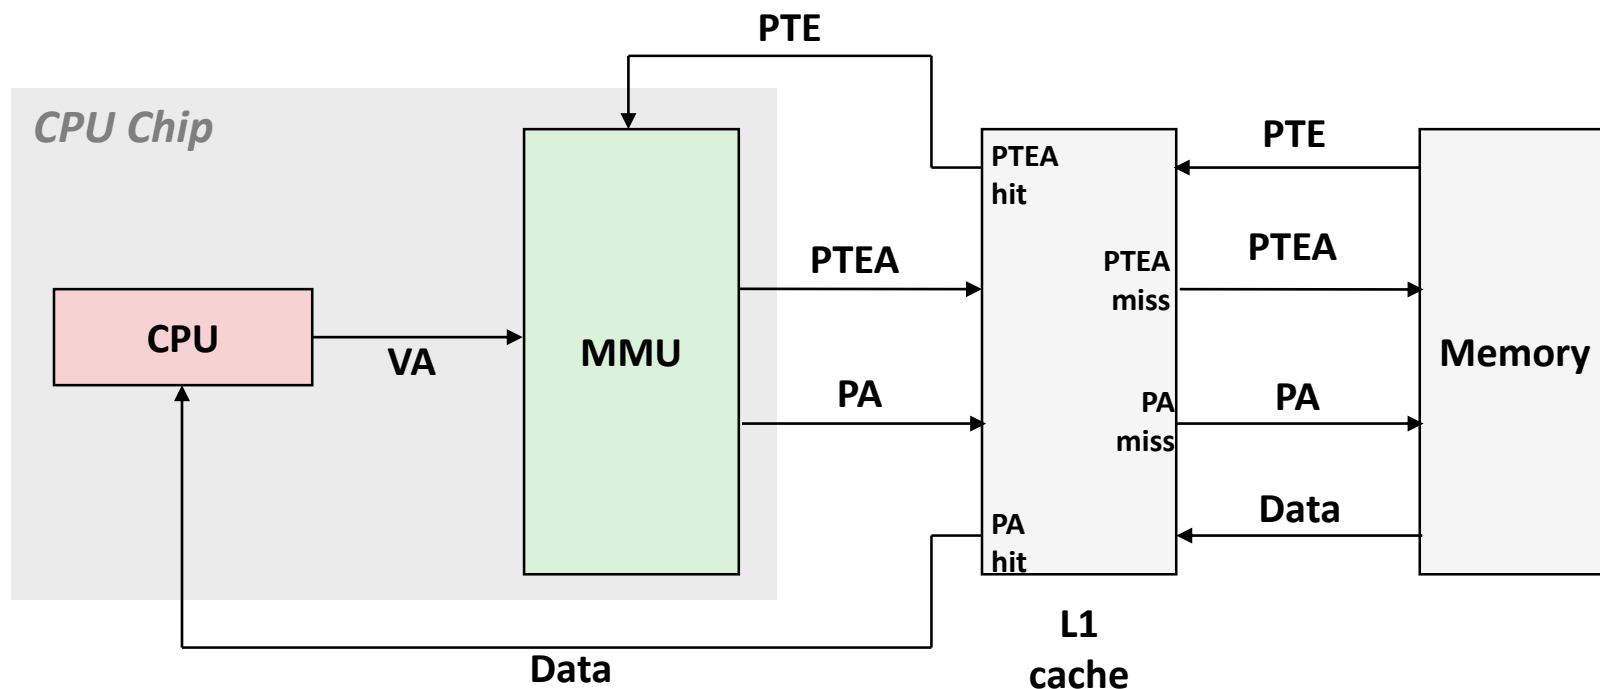 PTE
CPU Chip
PTEA
hit
PTE
PTEA
PTEA
miss
PTEA
CPU
VA
MMU
Memory
PA
PA
miss
PA
PA
hit
Data
L1
cache
Data